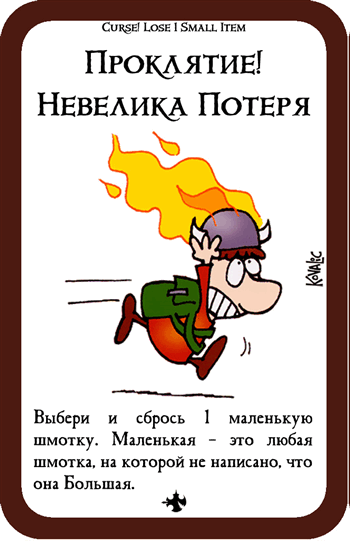 Curse! Lose 1 Small Item
Проклятие!
Невелика Потеря
Kovalic
Выбери и сбрось 1 маленькую
шмотку. Маленькая – это любая
шмотка, на которой не написано, что
она Большая.